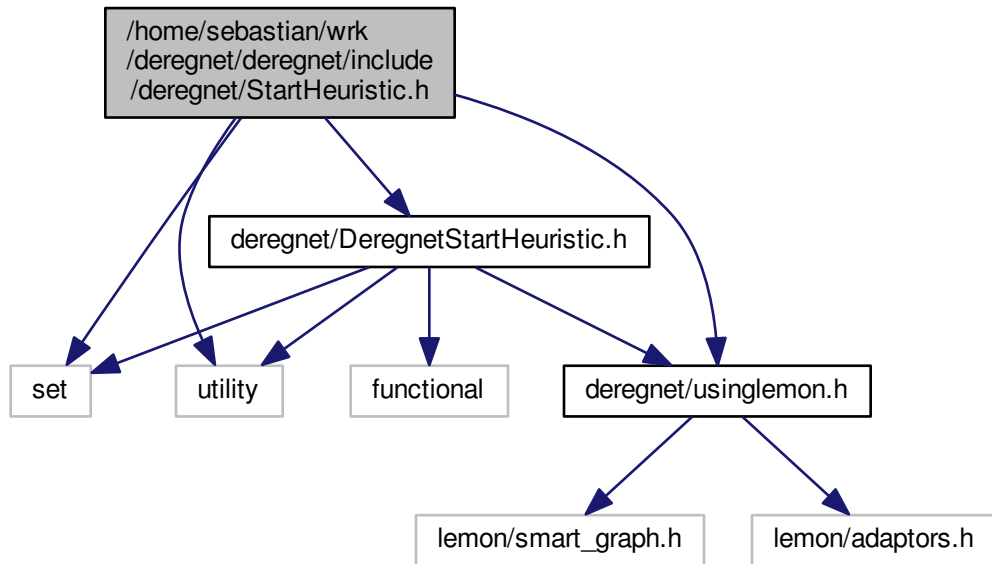 /home/sebastian/wrk
/deregnet/deregnet/include
/deregnet/StartHeuristic.h
deregnet/DeregnetStartHeuristic.h
set
utility
functional
deregnet/usinglemon.h
lemon/smart_graph.h
lemon/adaptors.h